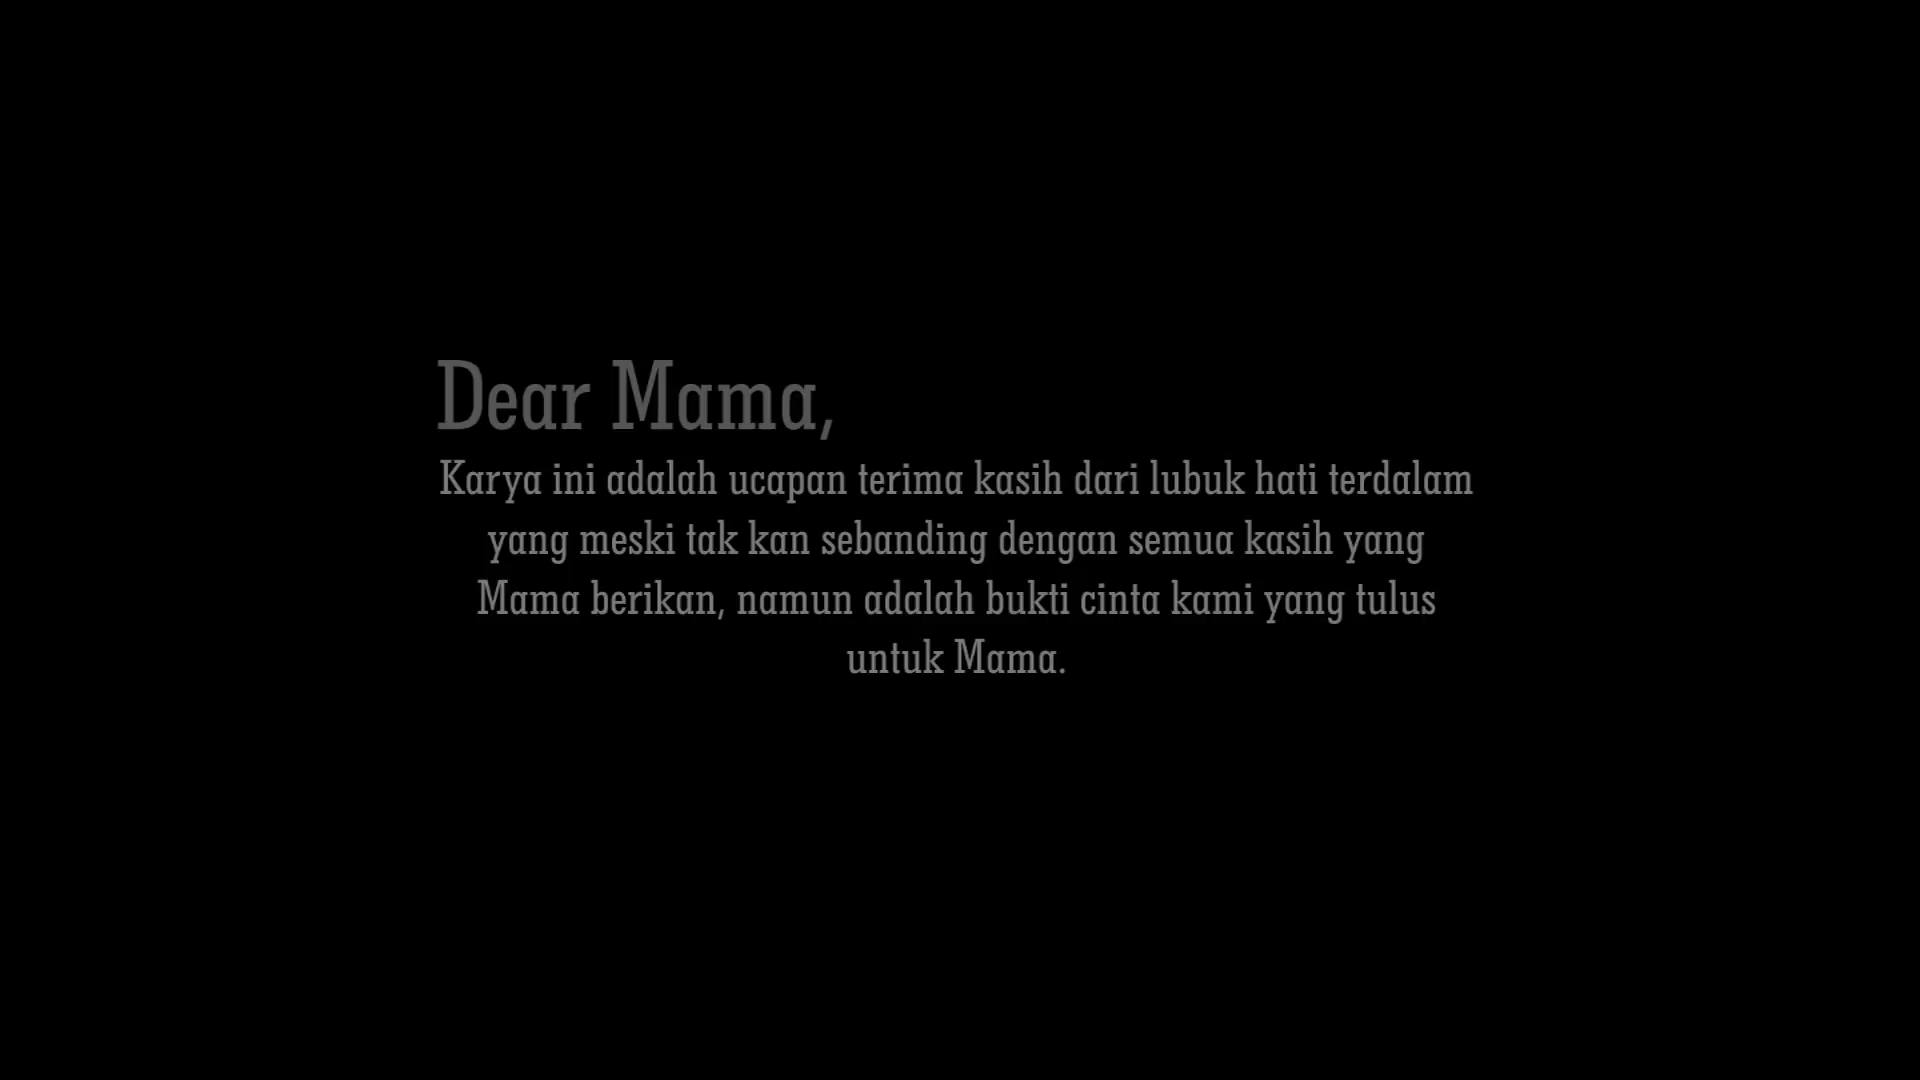 Dear Mama,
Karya ini adalah ucapan terima kasih dari lubuk hati terdalam
yang meski tak kan sebanding dengan semua kasih yang
Mama berikan, namun adalah bukti cinta kami yang tulus
untuk Mama.